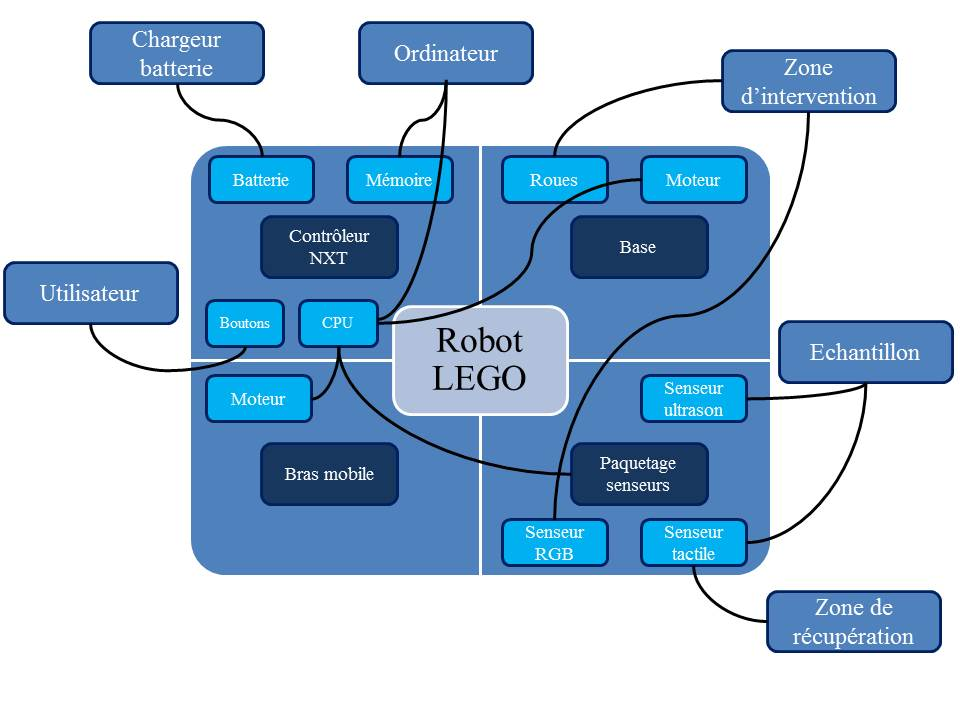 Chargeur
batterie
Ordinateur
Zone
d’intervention
Batterie
Mémoire
Roues
Moteur
Contrôleur
NXT
Base
Utilisateur
Boutons
CPU
Robot
LEGO
Echantillon
Moteur
Senseur
ultrason
Bras mobile
Paquetage
senseurs
Senseur
RGB
Senseur
tactile
Zone de
récupération